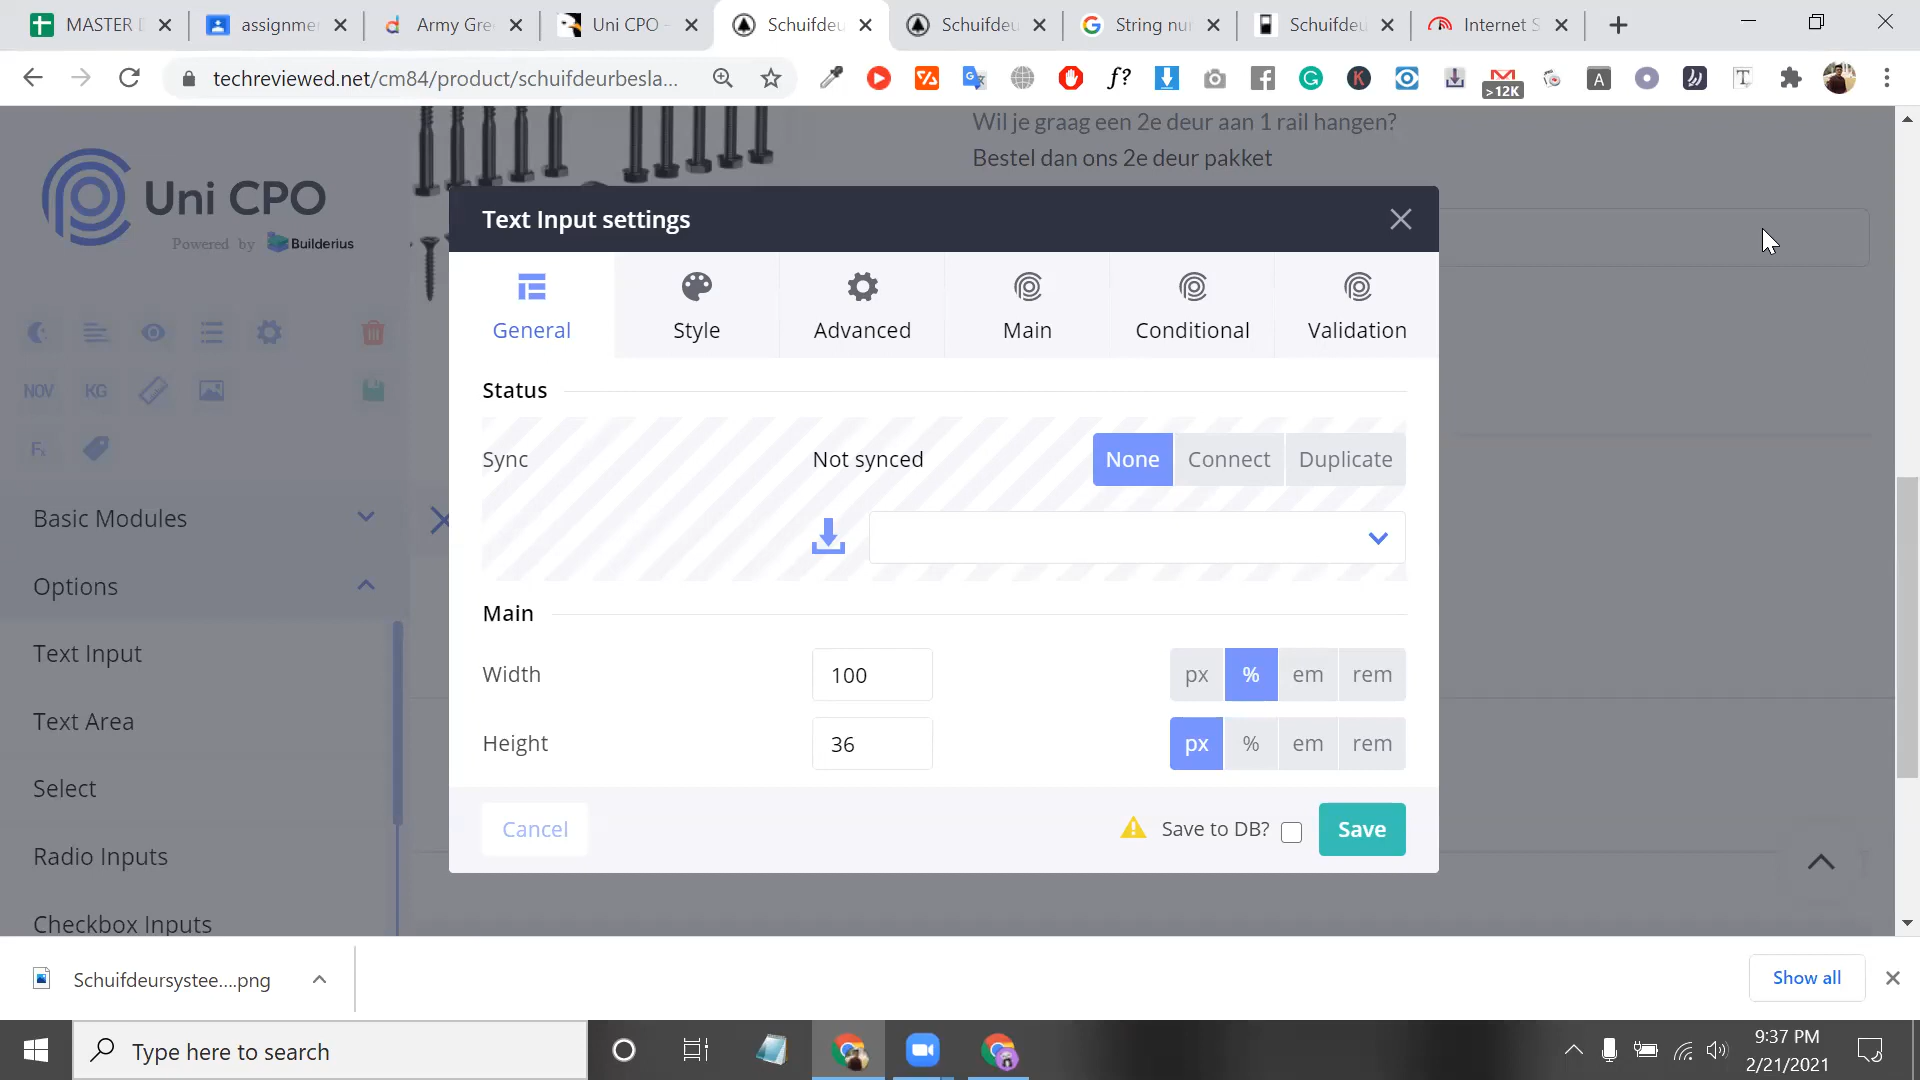 MASTER
assignmen
Army Gre
Uni CPO -
Schuifdeu
Schuifdeu
String nu
Schuifdeu
Internet S
techreviewed.net/cm84/product/schuifdeurbesla...
f?
>12K
Wil je graag een 2e deur aan 1 rail hangen?
Bestel dan ons 2e deur pakket
Uni CPO
Powered by Builderius
NOV
KG
Fx
Basic Modules
Options
Text Input
Text Area
Select
Radio Inputs
Checkbox Inputs
Text Input settings
General
Style
Advanced
Main
Conditional
Validation
Status
Sync
Not synced
None
Connect
Duplicate
Main
Width
100
px
%
em
rem
Height
36
px
%
em
rem
Cancel
Save to DB?
Save
Schuifdeursystee....png
Show all
Type here to search
9:37 PM
2/21/2021